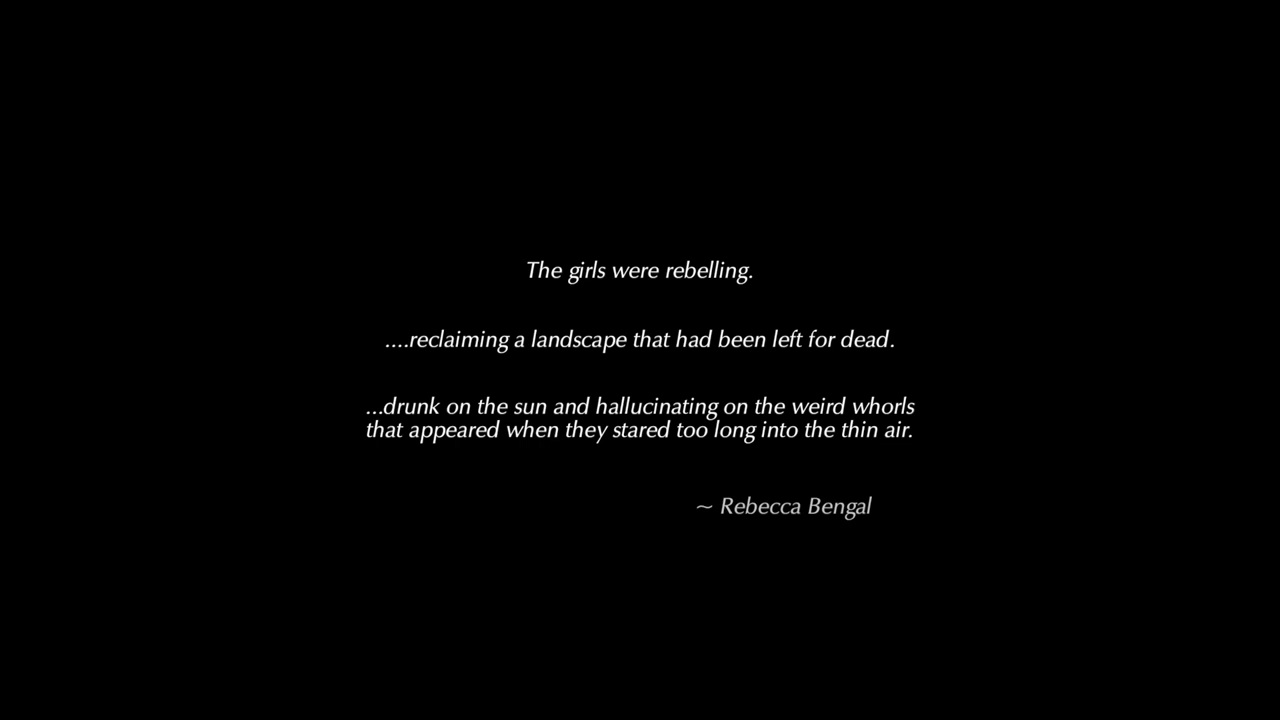 The girls were rebelling.
....reclaiming a landscape that had been left for dead.
...drunk on the sun and hallucinating on the weird whorls
that appeared when they stared too long into the thin air.
~ Rebecca Bengal